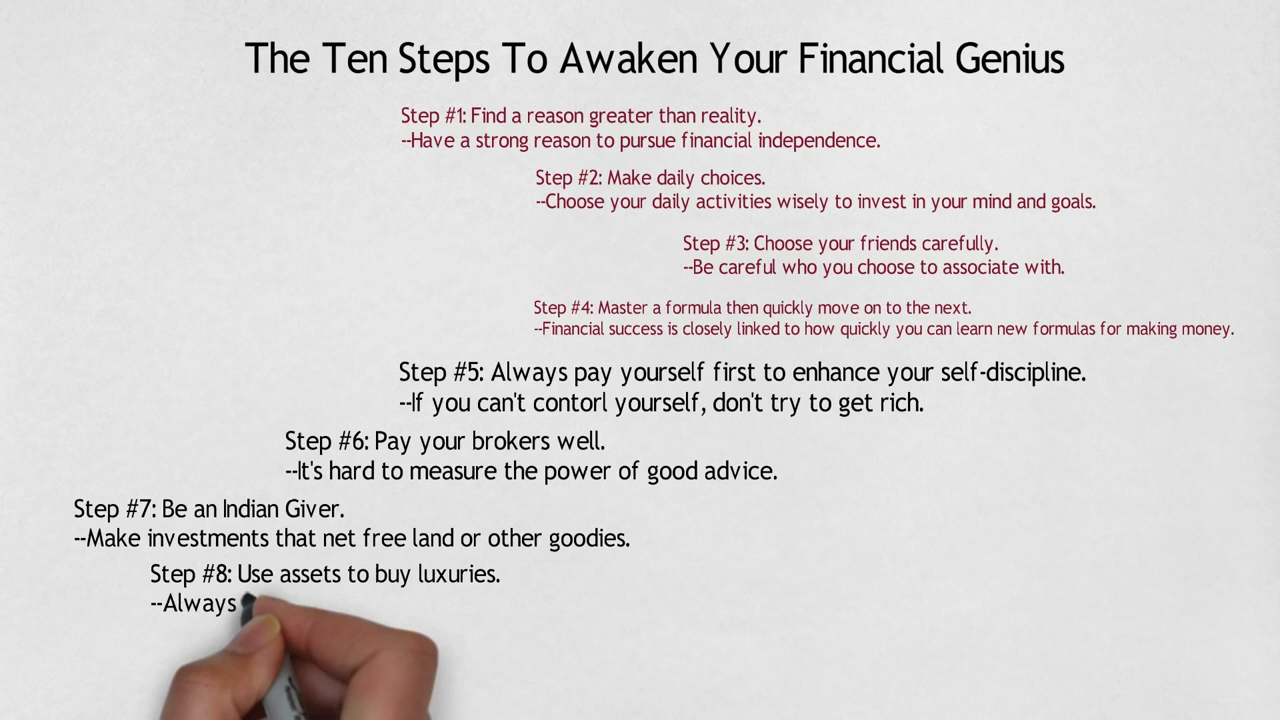 The Ten Steps To Awaken Your Financial Genius
Step #1: Find a reason greater than reality.
--Have a strong reason to pursue financial independence.
Step #2: Make daily choices.
--Choose your daily activities wisely to invest in your mind and goals.
Step #3: Choose your friends carefully.
--Be careful who you choose to associate with.
Step #4: Master a formula then quickly move on to the next.
--Financial success is closely linked to how quickly you can learn new formulas for making money.
Step #5: Always pay yourself first to enhance your self-discipline.
--If you can't contorl yourself, don't try to get rich.
Step #6: Pay your brokers well.
--It's hard to measure the power of good advice.
Step #7: Be an Indian Giver.
--Make investments that net free land or other goodies.
Step #8: Use assets to buy luxuries.
--Always